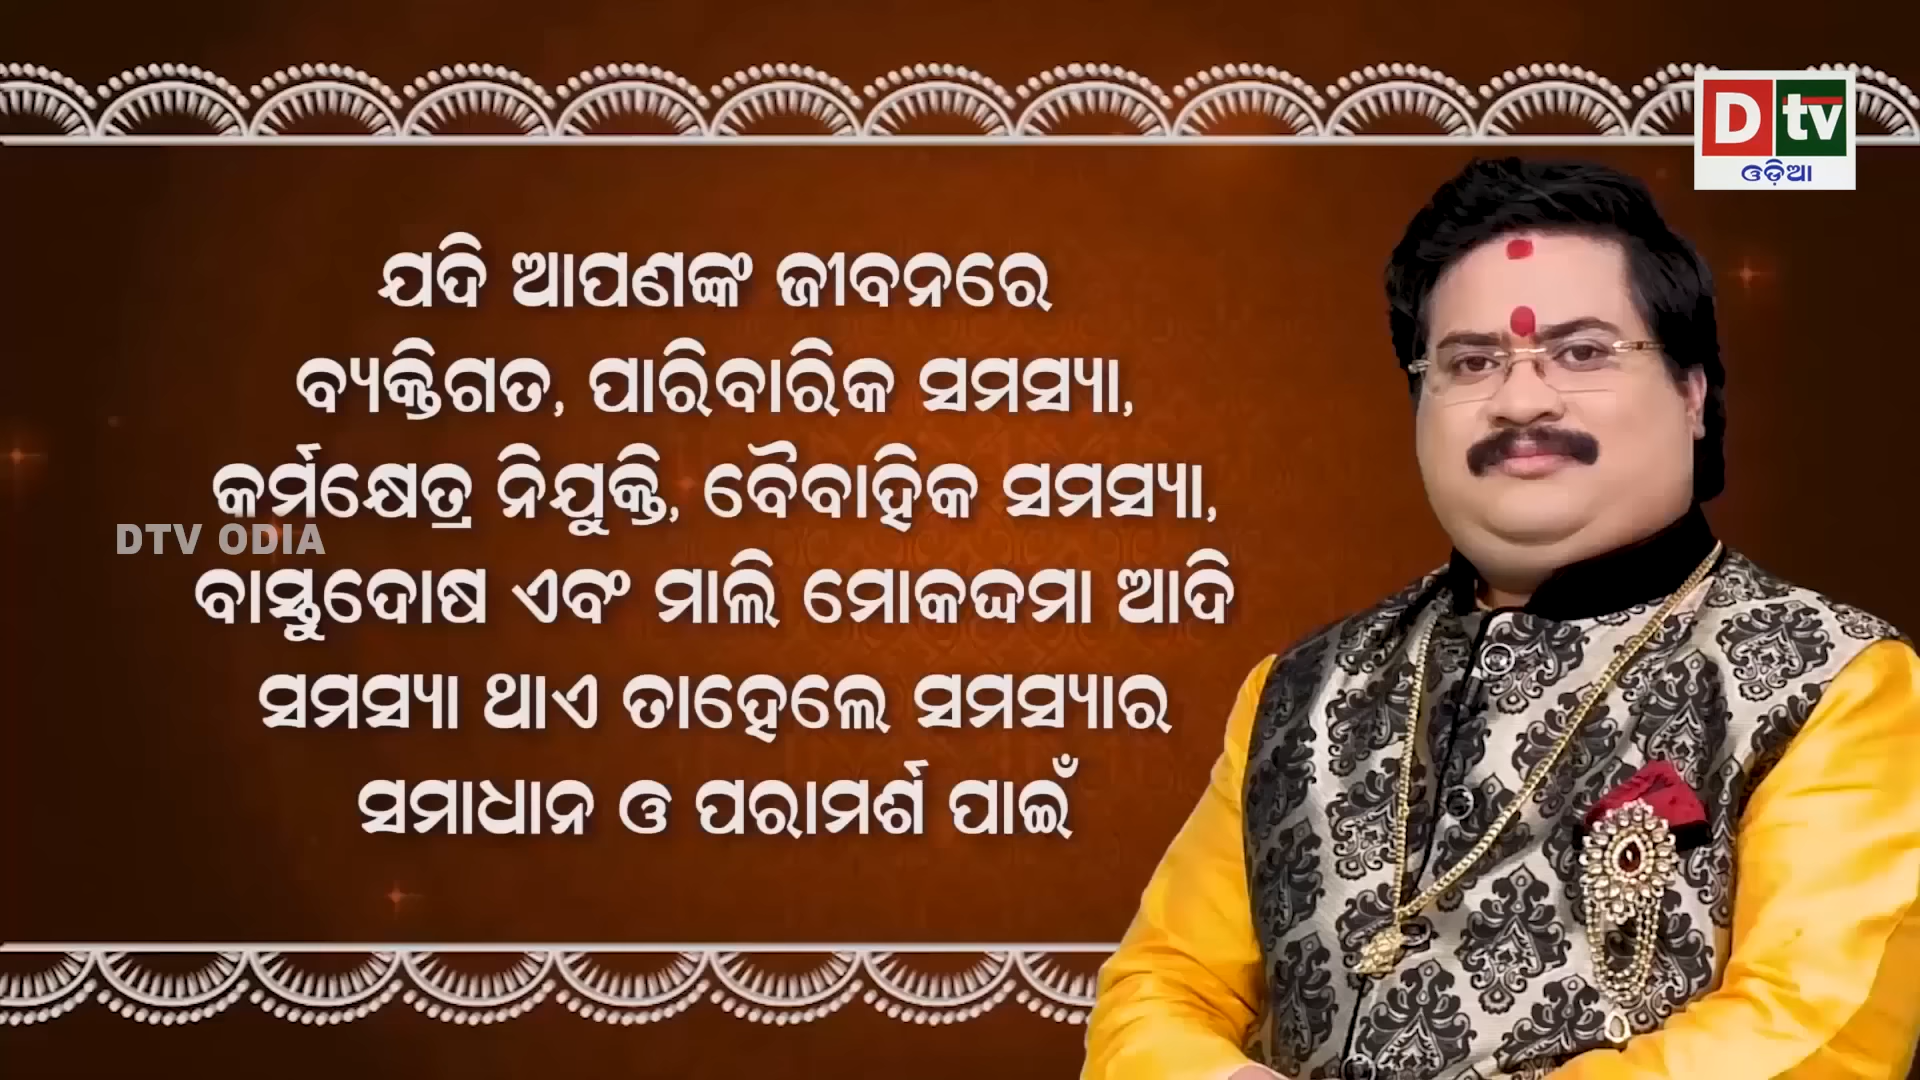 Dtv
ଓଡ଼ିଆ
ଯଦି ଆପଣଙ୍କ ଜୀବନରେ
ବ୍ୟକ୍ତିଗତ, ପାରିବାରିକ ସମସ୍ୟା,
କର୍ମକ୍ଷେତ୍ର ନିଯୁକ୍ତି, ବୈବାହିକ ସମସ୍ୟା,
DTV ODIA
ବାସ୍ତୁଦୋଷ ଏବଂ ମାଲି ମୋକଦ୍ଦମା ଆଦି
ସମସ୍ୟା ଥାଏ ତାହେଲେ ସମସ୍ୟାର
ସମାଧାନ ଓ ପରାମର୍ଶ ପାଇଁ